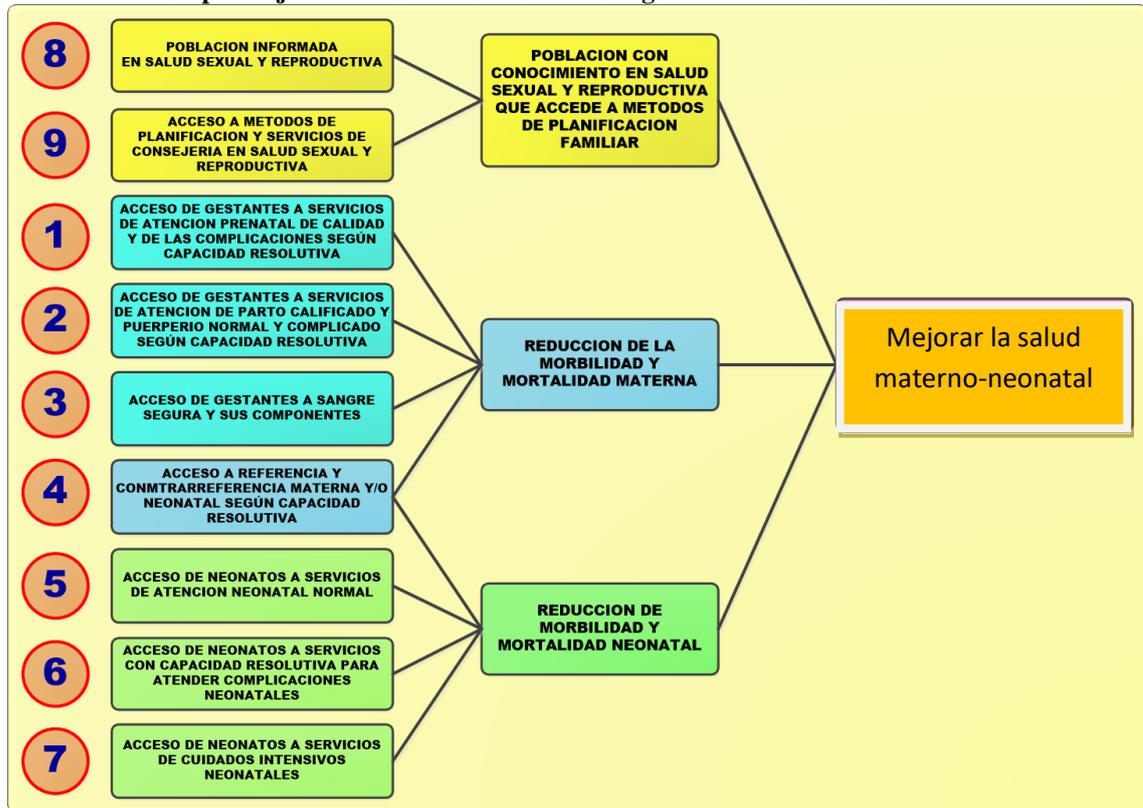 8
POBLACION INFORMADA
EN SALUD SEXUAL Y REPRODUCTIVA
9
ACCESO A METODOS DE
PLANIFICACION Y SERVICIOS DE
CONSEJERIA EN SALUD SEXUAL Y
REPRODUCTIVA
1
ACCESO DE GESTANTES A SERVICIOS
DE ATENCION PRENATAL DE CALIDAD
Y DE LAS COMPLICACIONES SEGÚN
CAPACIDAD RESOLUTIVA
2
ACCESO DE GESTANTES A SERVICIOS
DE ATENCION DE PARTO CALIFICADO Y
PUERPERIO NORMAL Y COMPLICADO
SEGÚN CAPACIDAD RESOLUTIVA
3
ACCESO DE GESTANTES A SANGRE
SEGURA Y SUS COMPONENTES
4
ACCESO A REFERENCIA Y
CONMTRARREFERENCIA MATERNA Y/O
NEONATAL SEGÚN CAPACIDAD
RESOLUTIVA
5
ACCESO DE NEONATOS A SERVICIOS
DE ATENCION NEONATAL NORMAL
6
ACCESO DE NEONATOS A SERVICIOS
CON CAPACIDAD RESOLUTIVA PARA
ATENDER COMPLICACIONES
NEONATALES
7
ACCESO DE NEONATOS A SERVICIOS
DE CUIDADOS INTENSIVOS
NEONATALES
POBLACION CON
CONOCIMIENTO EN SALUD
SEXUAL Y REPRODUCTIVA
QUE ACCEDE A METODOS
DE PLANIFICACION
FAMILIAR
REDUCCION DE LA
MORBILIDAD Y
MORTALIDAD MATERNA
REDUCCION DE
MORBILIDAD Y
MORTALIDAD NEONATAL
Mejorar la salud
materno-neonatal